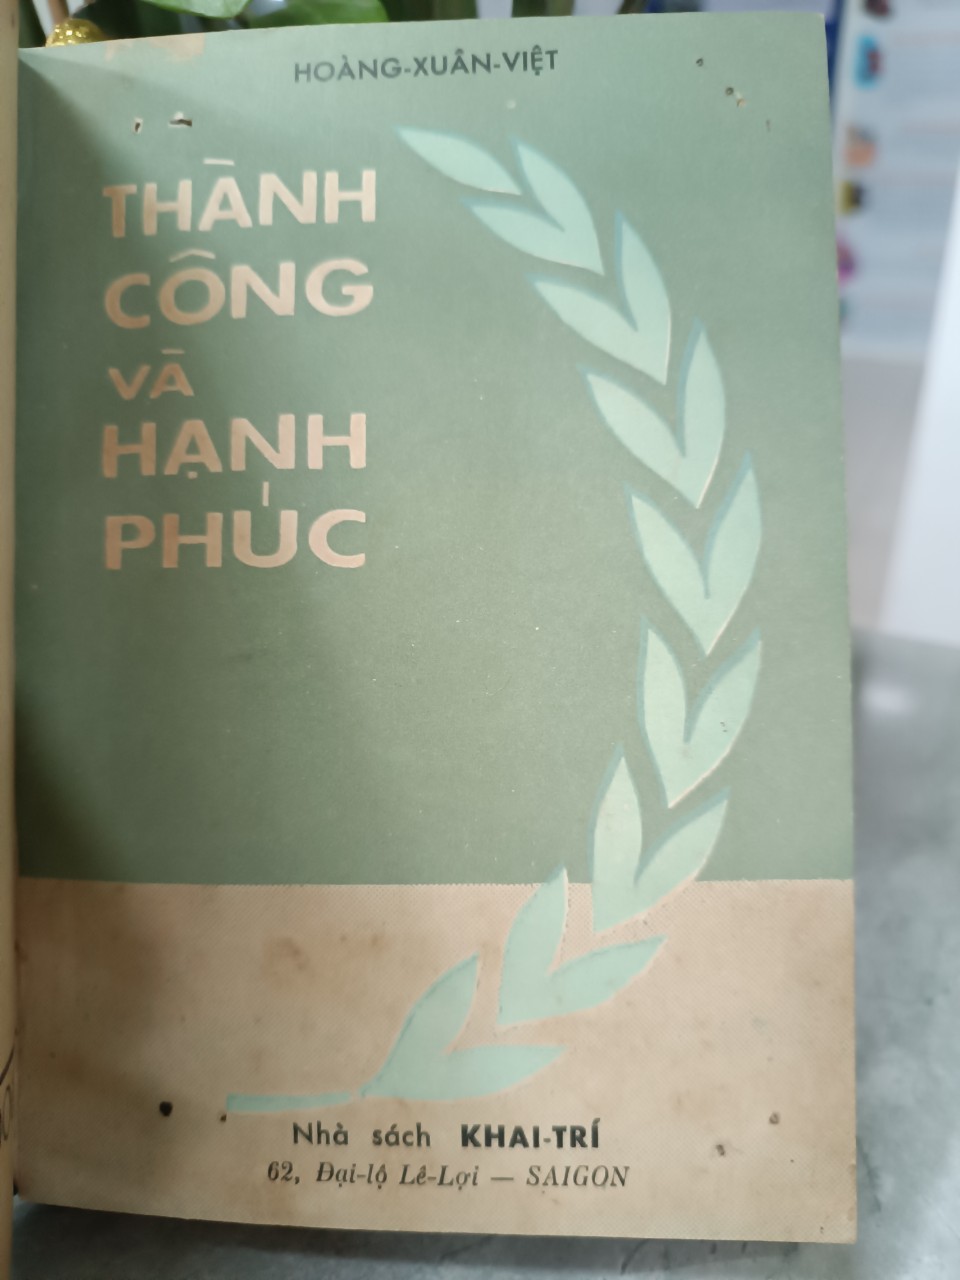 HOÀNG-XUÂN-VIỆT
THÀNH
CÔNG
VÀ
HẠNH
PHÚC
Nhà sách KHAI-TRÍ
62, Đại-lộ Lê-Lợi — SAIGON